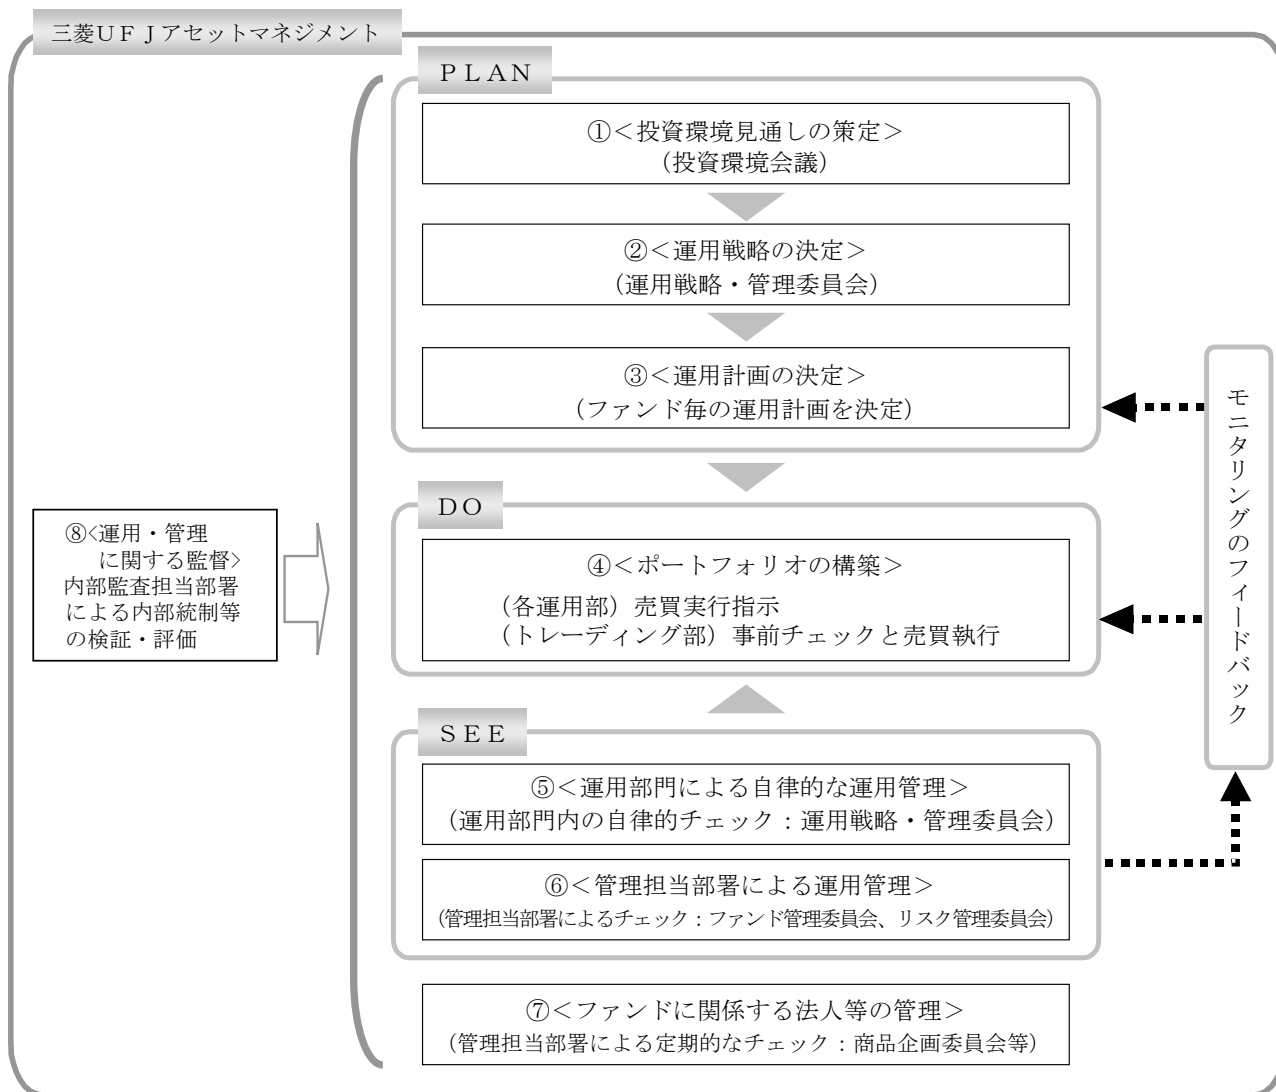 三菱ＵＦＪアセットマネジメント
ＰＬＡＮ
①＜投資環境見通しの策定＞
（投資環境会議）
②＜運用戦略の決定＞
（運用戦略・管理委員会）
③＜運用計画の決定＞
（ファンド毎の運用計画を決定）
ＤＯ
④＜ポートフォリオの構築＞
（各運用部）売買実行指示
（トレーディング部）事前チェックと売買執行
ＳＥＥ
⑤＜運用部門による自律的な運用管理＞
（運用部門内の自律的チェック：運用戦略・管理委員会）
⑥＜管理担当部署による運用管理＞
（管理担当部署によるチェック：ファンド管理委員会、リスク管理委員会）
⑦＜ファンドに関係する法人等の管理＞
（管理担当部署による定期的なチェック：商品企画委員会等）
⑧<運用・管理
に関する監督>
内部監査担当部署
による内部統制等
の検証・評価
モニタリングのフィードバック